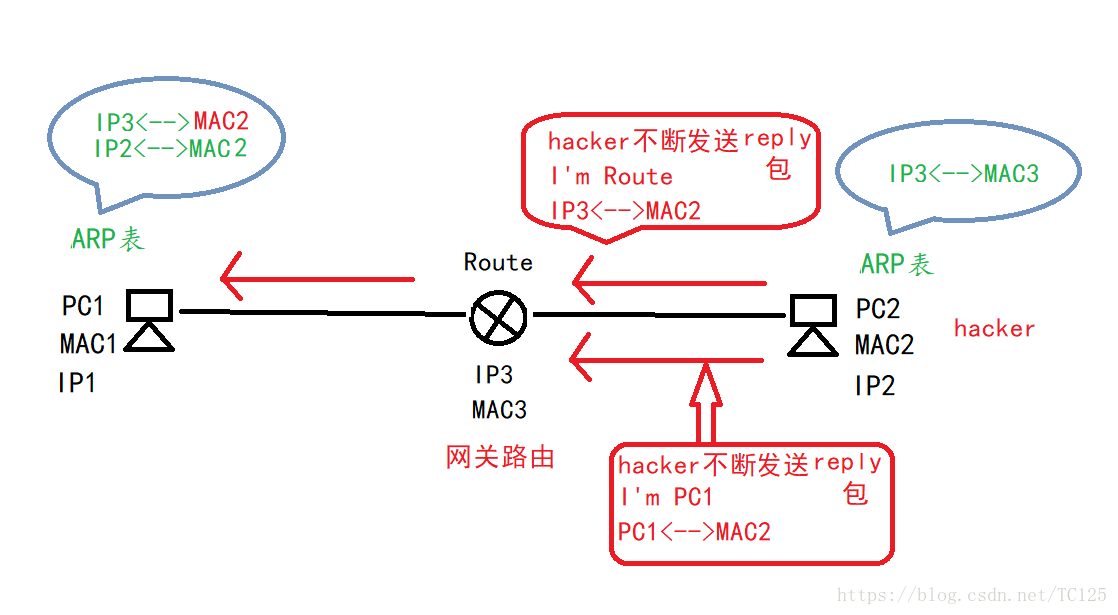 IP3<-->MAC2
IP2<-->MAC2
ARP表
hacker不断发送reply包
I'm Route
IP3<-->MAC2
IP3<-->MAC3
ARP表
Route
PC1
MAC1
IP1
IP3
MAC3
网关路由
PC2
MAC2
IP2
hacker
hacker不断发送reply包
I'm PC1
PC1<-->MAC2
https://blog.csdn.net/TC125